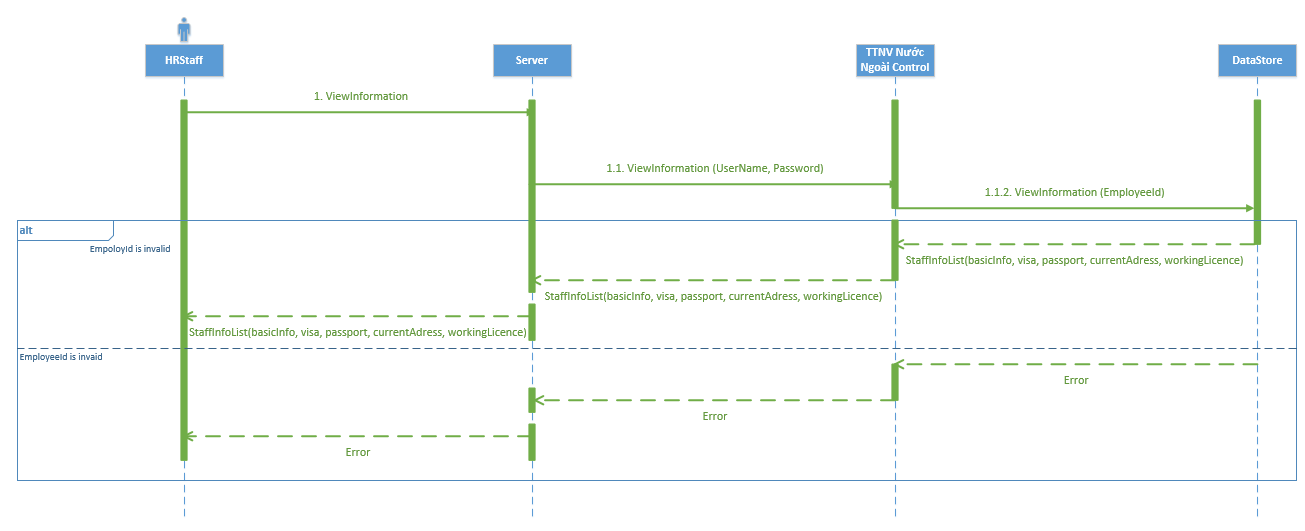 HRStaff
Server
TTNV Nước
Ngoài Control
DataStore
1. ViewInformation
1.1. ViewInformation (UserName, Password)
1.1.2. ViewInformation (EmployeeId)
alt
EmpoloyId is invalid
StaffInfoList(basicInfo, visa, passport, currentAdress, workingLicence)
StaffInfoList(basicInfo, visa, passport, currentAdress, workingLicence)
StaffInfoList(basicInfo, visa, passport, currentAdress, workingLicence)
EmployeeId is invaid
Error
Error
Error